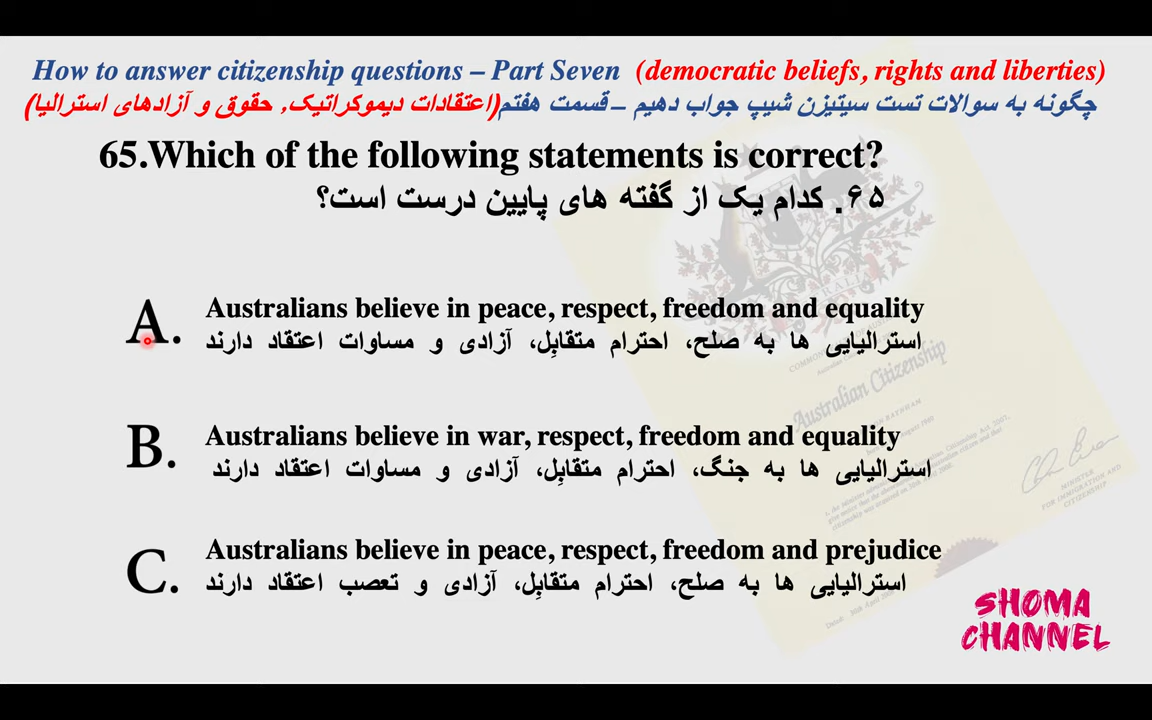 How to answer citizenship questions – Part Seven (democratic beliefs, rights and liberties)
چگونه به سوالات تست سیتیزن شیپ جواب دهیم – قسمت هفتم(اعتقادات دیموکراتیک, حقوق و آزادهای استرالیا)
65.Which of the following statements is correct?
۶۵. کدام یک از گفته های پایین درست است؟
A. Australians believe in peace, respect, freedom and equality
استرالیایی ها به صلح، احترام متقابِل، آزادی و مساوات اعتقاد دارند
B. Australians believe in war, respect, freedom and equality
استرالیایی ها به جنگ، احترام متقابِل، آزادی و مساوات اعتقاد دارند
C. Australians believe in peace, respect, freedom and prejudice
استرالیایی ها به صلح، احترام متقابِل، آزادی و تعصب اعتقاد دارند
Australian Citizenship
MINISTER
FOR IMMIGRATION AND
CITIZENSHIP
SHOMA
CHANNEL